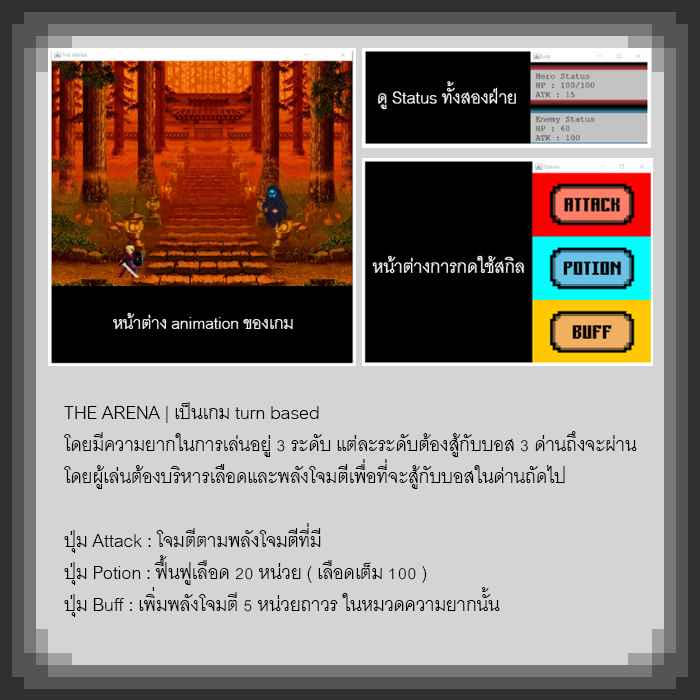 THE ARENA
หน้าต่าง animation ของเกม
ดู Status ทั้งสองฝ่าย
Log
Hero Status
HP : 100/100
ATK : 15
Enemy Status
HP : 60
ATK : 100
หน้าต่างการกดใช้สกิล
Option
ATTACK
POTION
BUFF
THE ARENA | เป็นเกม turn based
โดยมีความยากในการเล่นอยู่ 3 ระดับ แต่ละระดับต้องสู้กับบอส 3 ด่านถึงจะผ่าน
โดยผู้เล่นต้องบริหารเลือดและพลังโจมตีเพื่อที่จะสู้กับบอสในด่านถัดไป
ปุ่ม Attack : โจมตีตามพลังโจมตีที่มี
ปุ่ม Potion : ฟื้นฟูเลือด 20 หน่วย ( เลือดเต็ม 100 )
ปุ่ม Buff : เพิ่มพลังโจมตี 5 หน่วยถาวร ในหมวดความยากนั้น